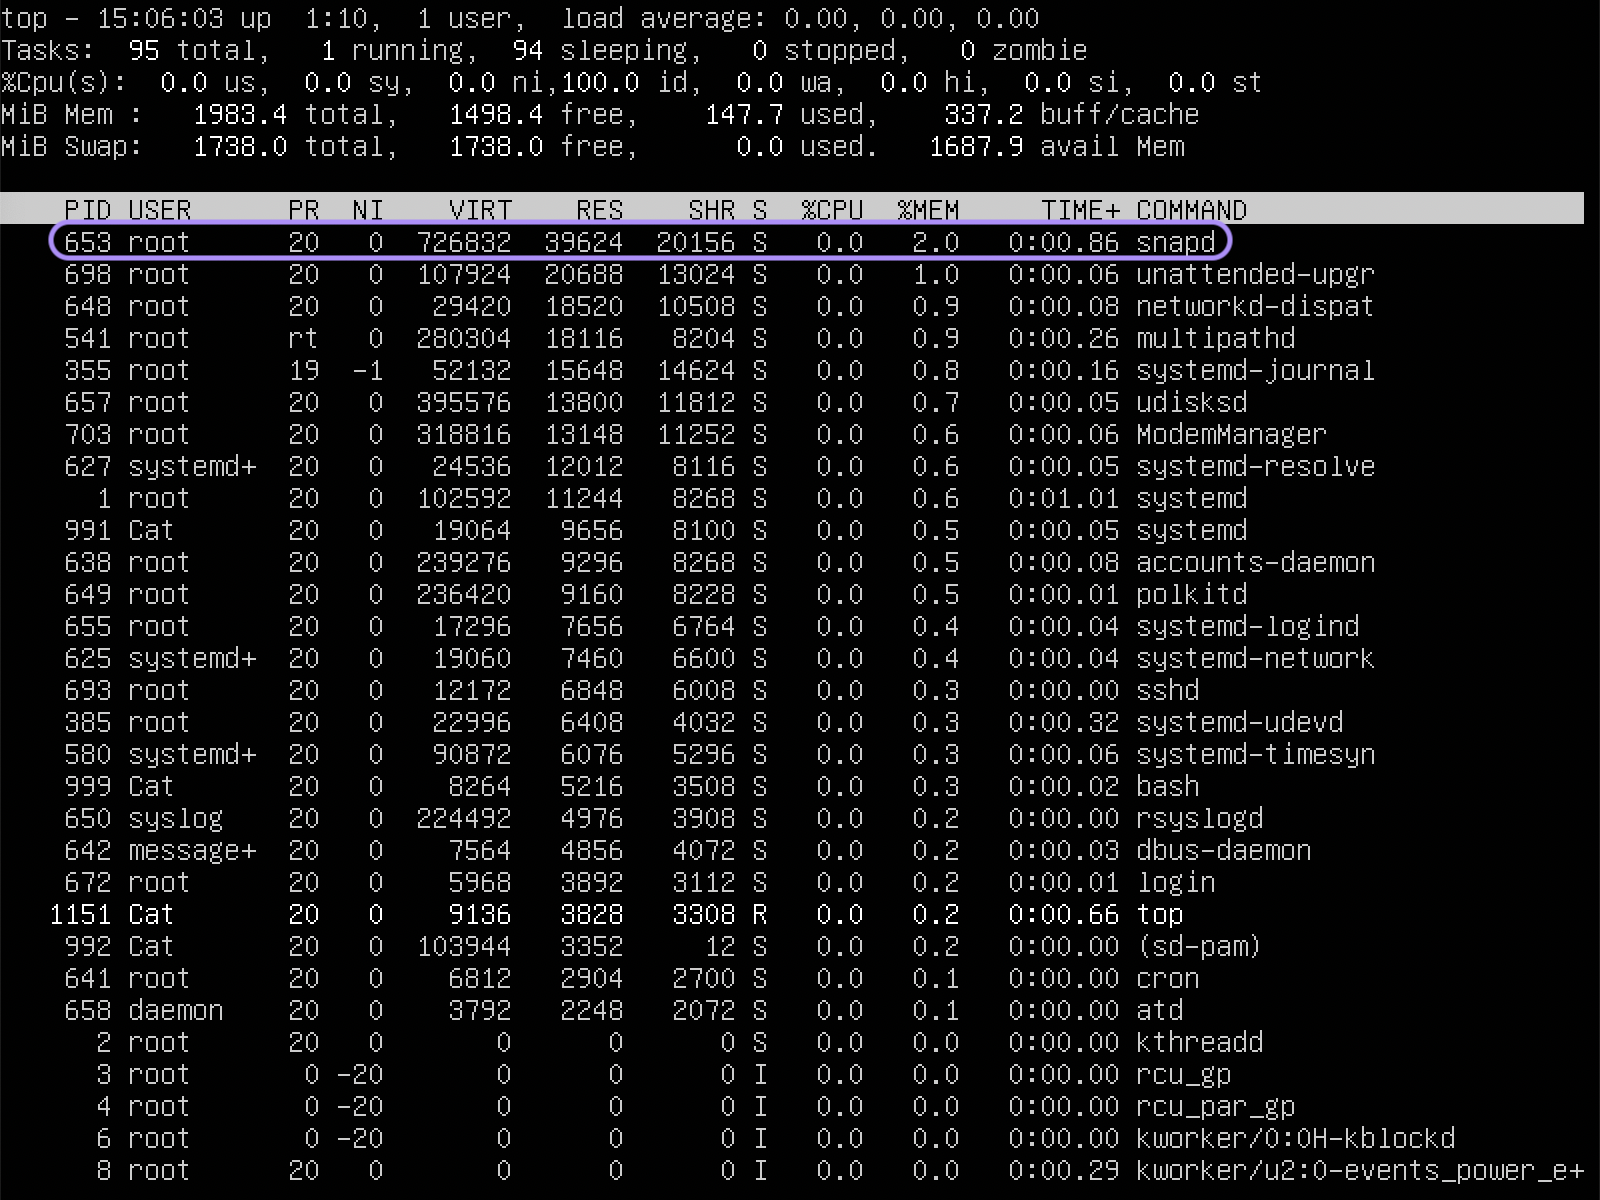 top - 15:06:03 up  1:10,  1 user,  load average: 0.00, 0.00, 0.00
Tasks:  95 total,   1 running,  94 sleeping,   0 stopped,   0 zombie
%Cpu(s):  0.0 us,  0.0 sy,  0.0 ni,100.0 id,  0.0 wa,  0.0 hi,  0.0 si,  0.0 st
MiB Mem :   1983.4 total,   1498.4 free,    147.7 used,    337.2 buff/cache
MiB Swap:   1738.0 total,   1738.0 free,      0.0 used.   1687.9 avail Mem
PID USER      PR  NI    VIRT    RES    SHR S  %CPU  %MEM     TIME+ COMMAND
653 root      20   0  726832  39624  20156 S   0.0   2.0   0:00.86 snapd
698 root      20   0  107924  20688  13024 S   0.0   1.0   0:00.06 unattended-upgr
648 root      20   0   29420  18520  10508 S   0.0   0.9   0:00.08 networkd-dispat
541 root      rt   0  280304  18116   8204 S   0.0   0.9   0:00.26 multipathd
355 root      19  -1   52132  15648  14624 S   0.0   0.8   0:00.16 systemd-journal
657 root      20   0  395576  13800  11812 S   0.0   0.7   0:00.05 udisksd
703 root      20   0  318816  13148  11252 S   0.0   0.6   0:00.06 ModemManager
627 systemd+  20   0   24536  12012   8116 S   0.0   0.6   0:00.05 systemd-resolve
1 root      20   0  102592  11244   8268 S   0.0   0.6   0:01.01 systemd
991 Cat       20   0   19064   9656   8100 S   0.0   0.5   0:00.05 systemd
638 root      20   0  239276   9296   8268 S   0.0   0.5   0:00.08 accounts-daemon
649 root      20   0  236420   9160   8228 S   0.0   0.5   0:00.01 polkitd
655 root      20   0   17296   7656   6764 S   0.0   0.4   0:00.04 systemd-logind
625 systemd+  20   0   19060   7460   6600 S   0.0   0.4   0:00.04 systemd-network
693 root      20   0   12172   6848   6008 S   0.0   0.3   0:00.00 sshd
385 root      20   0   22996   6408   4032 S   0.0   0.3   0:00.32 systemd-udevd
580 systemd+  20   0   90872   6076   5296 S   0.0   0.3   0:00.06 systemd-timesyn
999 Cat       20   0    8264   5216   3508 S   0.0   0.3   0:00.02 bash
650 syslog    20   0  224492   4976   3908 S   0.0   0.2   0:00.00 rsyslogd
642 message+  20   0    7564   4856   4072 S   0.0   0.2   0:00.03 dbus-daemon
672 root      20   0    5968   3892   3112 S   0.0   0.2   0:00.01 login
1151 Cat       20   0    9136   3828   3308 R   0.0   0.2   0:00.66 top
992 Cat       20   0  103944   3352     12 S   0.0   0.2   0:00.00 (sd-pam)
641 root      20   0    6812   2904   2700 S   0.0   0.1   0:00.00 cron
658 daemon    20   0    3792   2248   2072 S   0.0   0.1   0:00.00 atd
2 root      20   0       0      0      0 S   0.0   0.0   0:00.00 kthreadd
3 root       0 -20       0      0      0 I   0.0   0.0   0:00.00 rcu_gp
4 root       0 -20       0      0      0 I   0.0   0.0   0:00.00 rcu_par_gp
6 root       0 -20       0      0      0 I   0.0   0.0   0:00.00 kworker/0:0H-kblockd
8 root      20   0       0      0      0 I   0.0   0.0   0:00.29 kworker/u2:0-events_power_e+